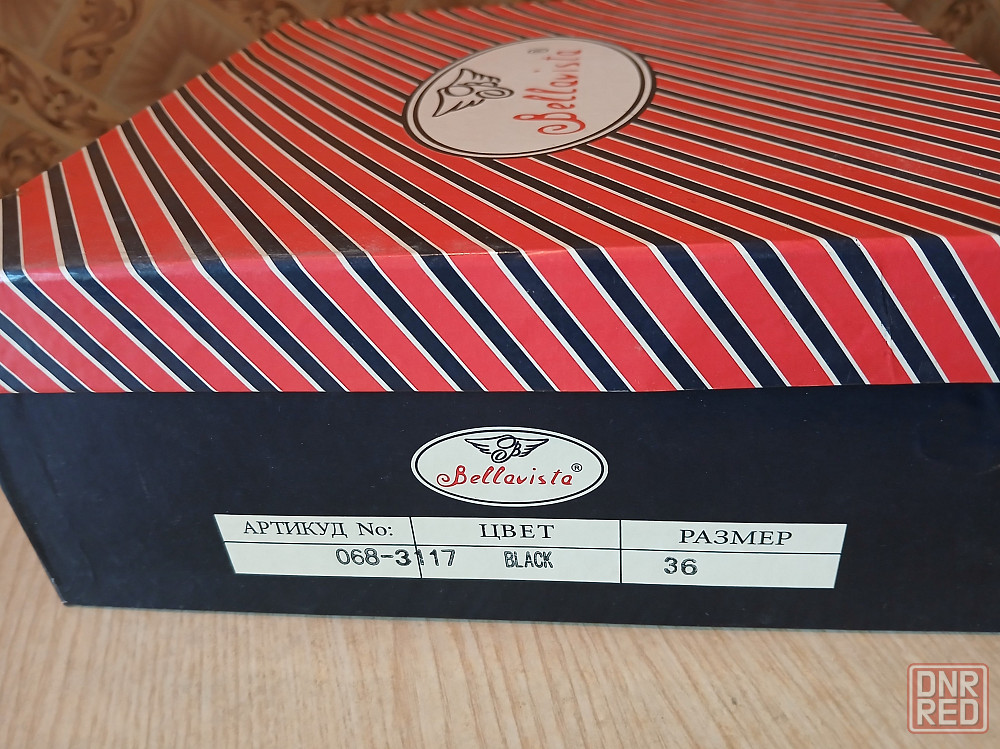 Bellavista®
Bellavista®
АРТИКУД No: ЦВЕТ РАЗМЕР
068-3117 BLACK 36
DNR
RED